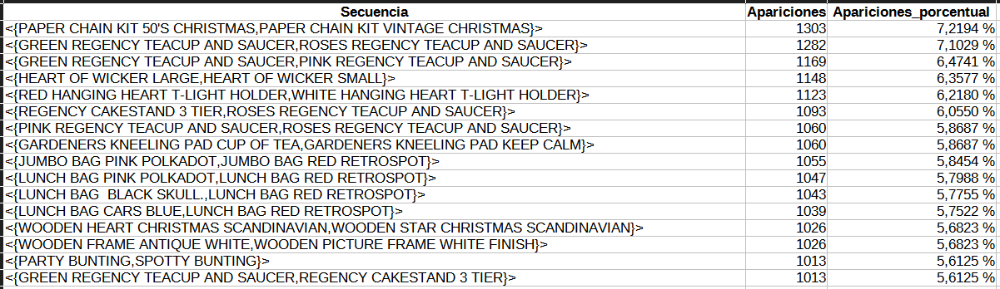 Secuencia Apariciones Apariciones_porcentual
<{PAPER CHAIN KIT 50'S CHRISTMAS,PAPER CHAIN KIT VINTAGE CHRISTMAS}> 1303 7,2194 %
<{GREEN REGENCY TEACUP AND SAUCER,ROSES REGENCY TEACUP AND SAUCER}> 1282 7,1029 %
<{GREEN REGENCY TEACUP AND SAUCER,PINK REGENCY TEACUP AND SAUCER}> 1169 6,4741 %
<{HEART OF WICKER LARGE,HEART OF WICKER SMALL}> 1148 6,3577 %
<{RED HANGING HEART T-LIGHT HOLDER,WHITE HANGING HEART T-LIGHT HOLDER}> 1123 6,2180 %
<{REGENCY CAKESTAND 3 TIER,ROSES REGENCY TEACUP AND SAUCER}> 1093 6,0550 %
<{PINK REGENCY TEACUP AND SAUCER,ROSES REGENCY TEACUP AND SAUCER}> 1060 5,8687 %
<{GARDENERS KNEELING PAD CUP OF TEA,GARDENERS KNEELING PAD KEEP CALM}> 1060 5,8687 %
<{JUMBO BAG PINK POLKADOT,JUMBO BAG RED RETROSPOT}> 1055 5,8454 %
<{LUNCH BAG PINK POLKADOT,LUNCH BAG RED RETROSPOT}> 1047 5,7988 %
<{LUNCH BAG  BLACK SKULL.,LUNCH BAG RED RETROSPOT}> 1043 5,7755 %
<{LUNCH BAG CARS BLUE,LUNCH BAG RED RETROSPOT}> 1039 5,7522 %
<{WOODEN HEART CHRISTMAS SCANDINAVIAN,WOODEN STAR CHRISTMAS SCANDINAVIAN}> 1026 5,6823 %
<{WOODEN FRAME ANTIQUE WHITE,WOODEN PICTURE FRAME WHITE FINISH}> 1026 5,6823 %
<{PARTY BUNTING,SPOTTY BUNTING}> 1013 5,6125 %
<{GREEN REGENCY TEACUP AND SAUCER,REGENCY CAKESTAND 3 TIER}> 1013 5,6125 %